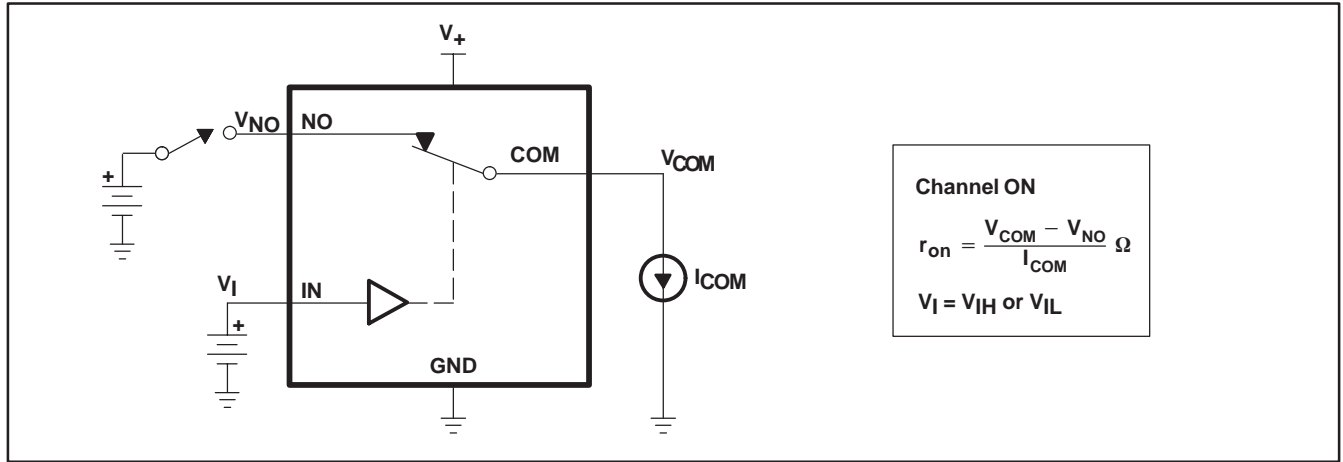 V+
VNO
NO
COM
VCOM
+
VI
IN
+
ICOM
GND
Channel ON
ron = VCOM − VNO / ICOM Ω
VI = VIH or VIL